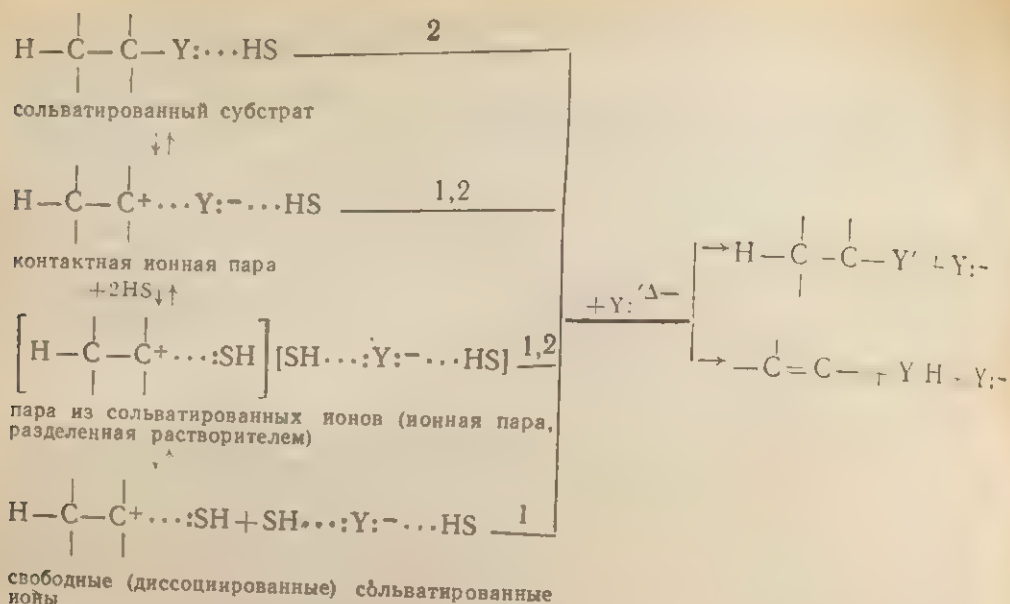 H—C—C—Y:···HS 2
сольватированный субстрат
↓↑
H—C—C+···Y:-···HS 1,2
контактная ионная пара
+2HS↓↑
[H—C—C+···:SH][SH···:Y:-···HS] 1,2
пара из сольватированных ионов (ионная пара,
разделенная растворителем)
H—C—C+···:SH+SH···:Y:-···HS 1
свободные (диссоциированные) сольватированные
ионы
+Y:'Δ—
→H—C—C—Y' +Y:-
→—C=C— + Y H Y:-